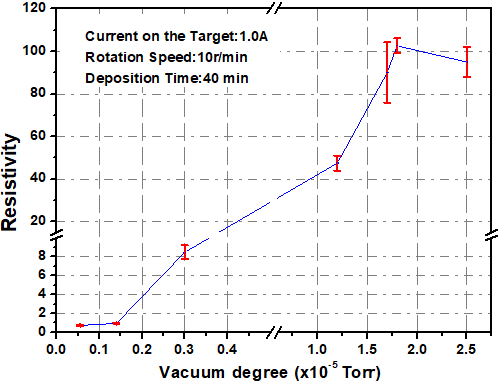 120
100
80
60
40
20
8
6
4
2
0
Resistivity
Current on the Target:1.0A
Rotation Speed:10r/min
Deposition Time:40 min
0.0 0.1 0.2 0.3 0.4 1.0 1.5 2.0 2.5
Vacuum degree (x10⁻⁵ Torr)